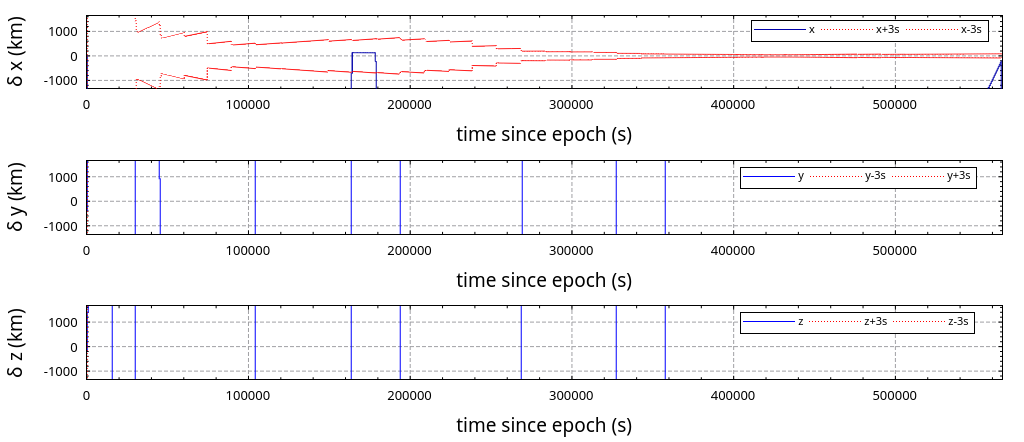 δ x (km)
1000
0
-1000
x x+3s x-3s
0 100000 200000 300000 400000 500000
time since epoch (s)
δ y (km)
1000
0
-1000
y y-3s y+3s
0 100000 200000 300000 400000 500000
time since epoch (s)
δ z (km)
1000
0
-1000
z z+3s z-3s
0 100000 200000 300000 400000 500000
time since epoch (s)